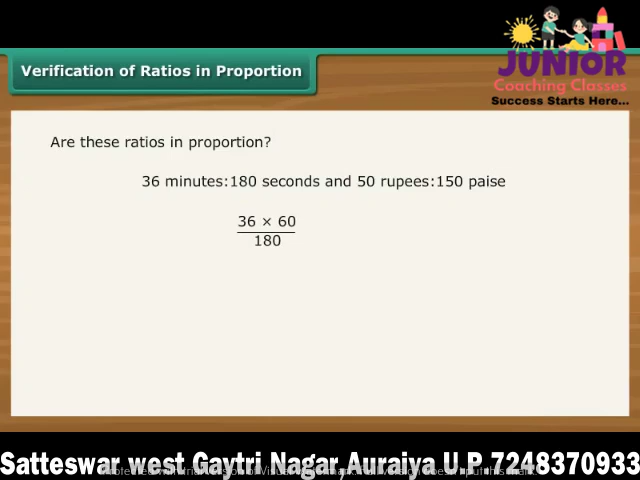 Verification of Ratios in Proportion
JUNIOR
Coaching Classes
Success Starts Here...
Are these ratios in proportion?
36 minutes:180 seconds and 50 rupees:150 paise
36 × 60
180
Satteswar west Gaytri Nagar,Auraiya U.P.7248370933